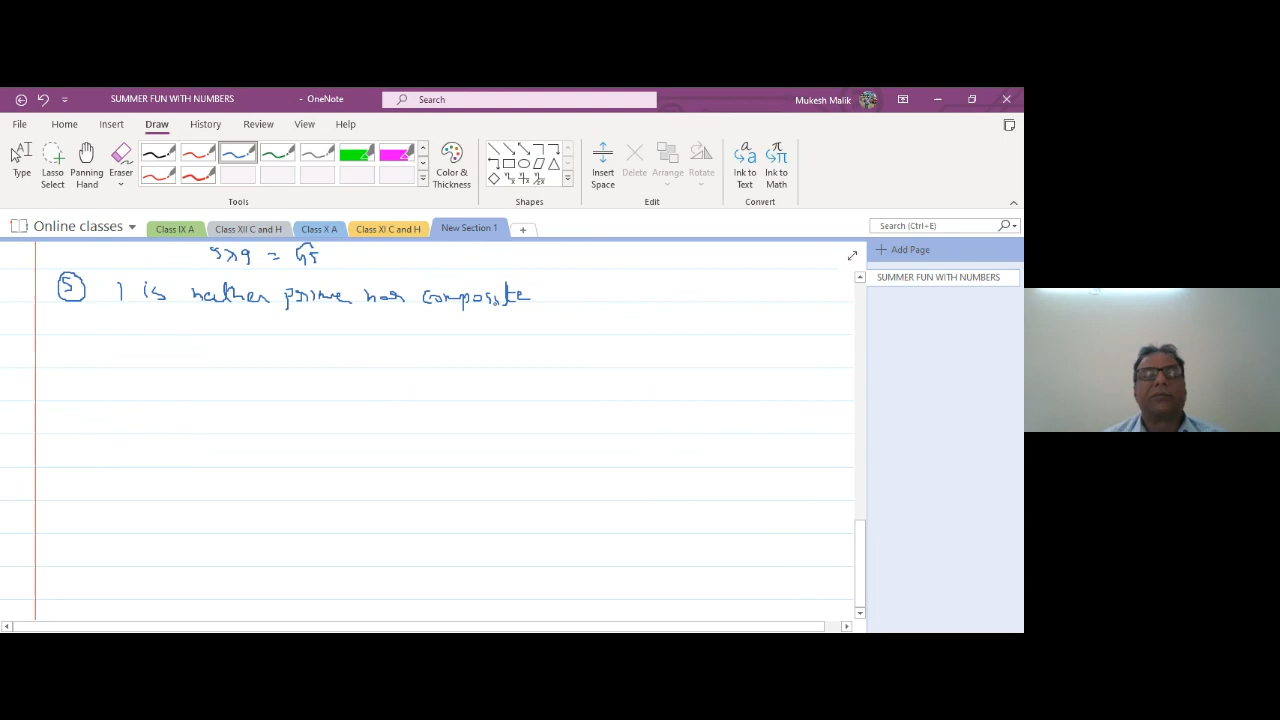 SUMMER FUN WITH NUMBERS - OneNote
Search
Mukesh Malik
File Home Insert Draw History Review View Help
Type
Lasso Select
Panning Hand
Eraser
Color & Thickness
Insert Space
Delete
Arrange
Rotate
Ink to Text
Ink to Math
Tools
Shapes
Edit
Convert
Online classes
Class IX A
Class XII C and H
Class X A
Class XI C and H
New Section 1
Search (Ctrl+E)
Add Page
SUMMER FUN WITH NUMBERS
5x9 = 45
5 1 is neither prime nor composite